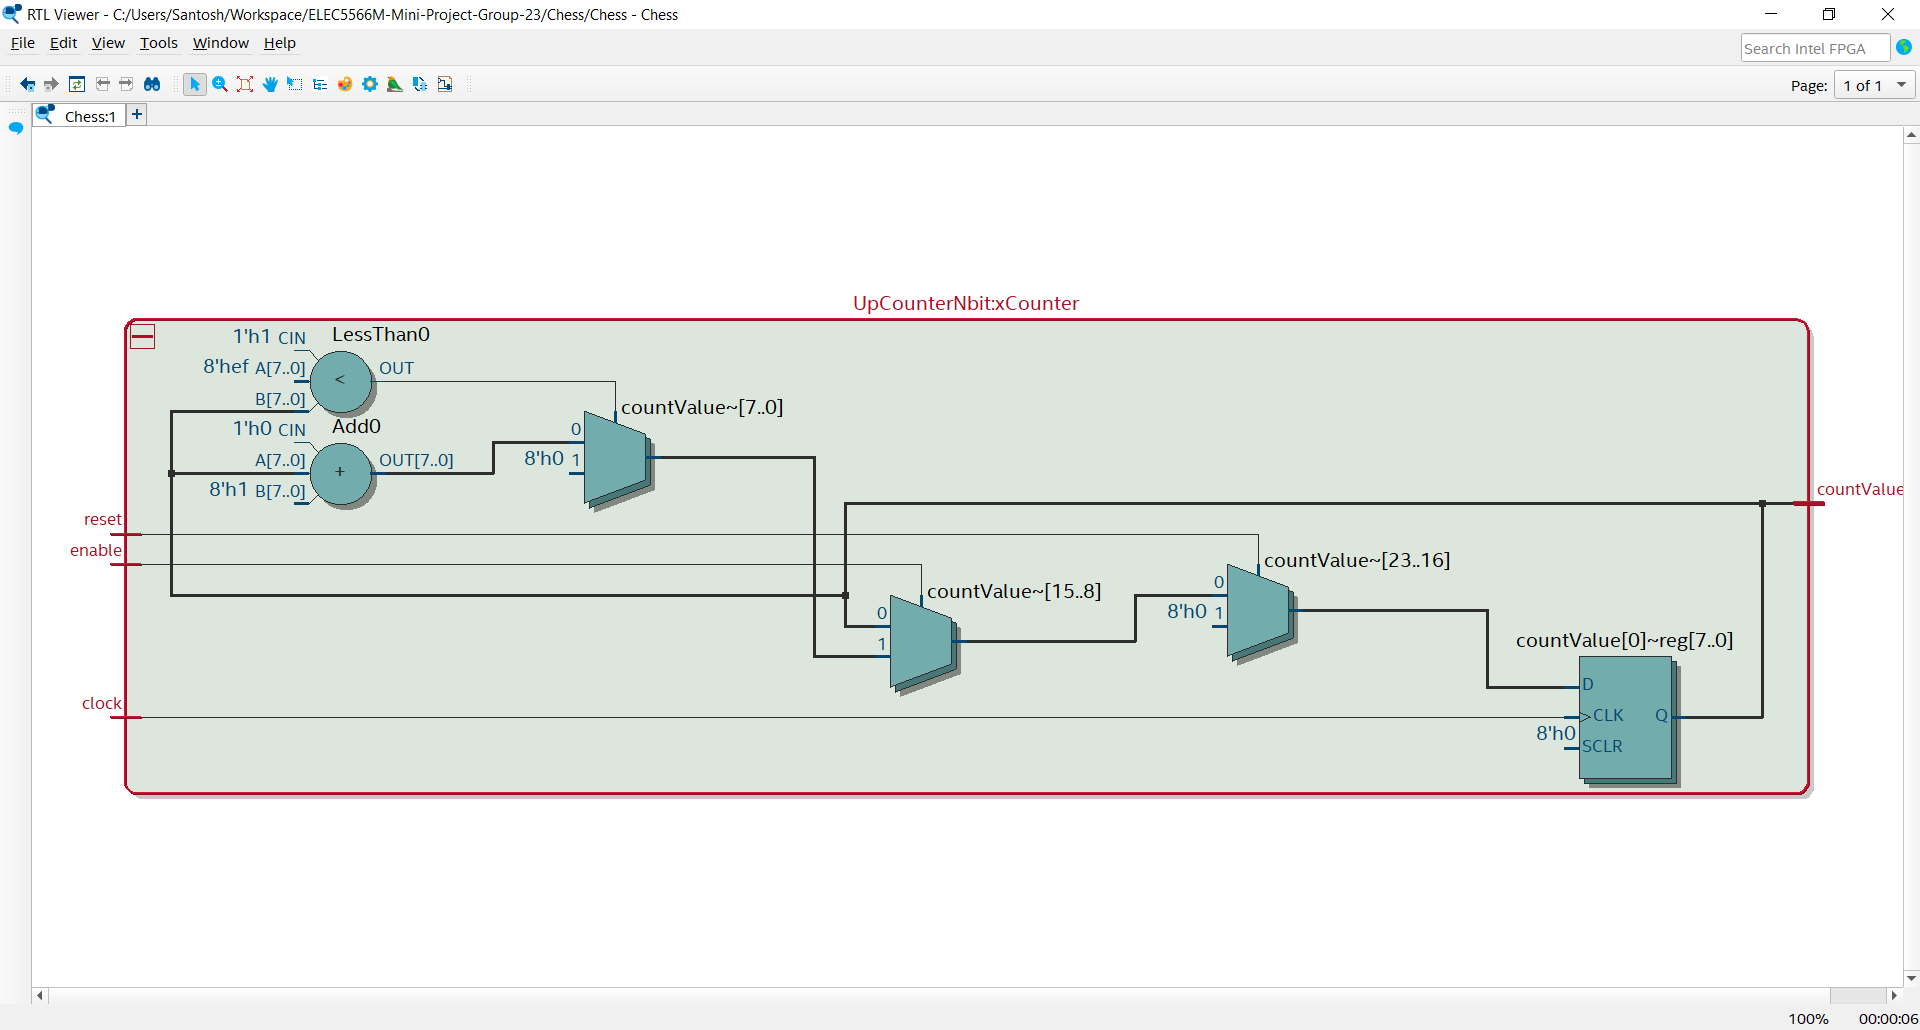 RTL Viewer - C:/Users/Santosh/Workspace/ELEC5566M-Mini-Project-Group-23/Chess/Chess - Chess
File Edit View Tools Window Help
Search Intel FPGA
Page: 1 of 1
Chess:1
UpCounterNbit:xCounter
1'h1 CIN LessThan0
8'hef A[7..0] < OUT
B[7..0]
countValue~[7..0]
1'h0 CIN Add0
0
A[7..0] + OUT[7..0]
8'h0 1
8'h1 B[7..0]
countValue
reset
enable
countValue~[23..16]
0
countValue~[15..8]
8'h0 1
0
1
countValue[0]~reg[7..0]
D
clock
CLK Q
8'h0
SCLR
100% 00:00:06